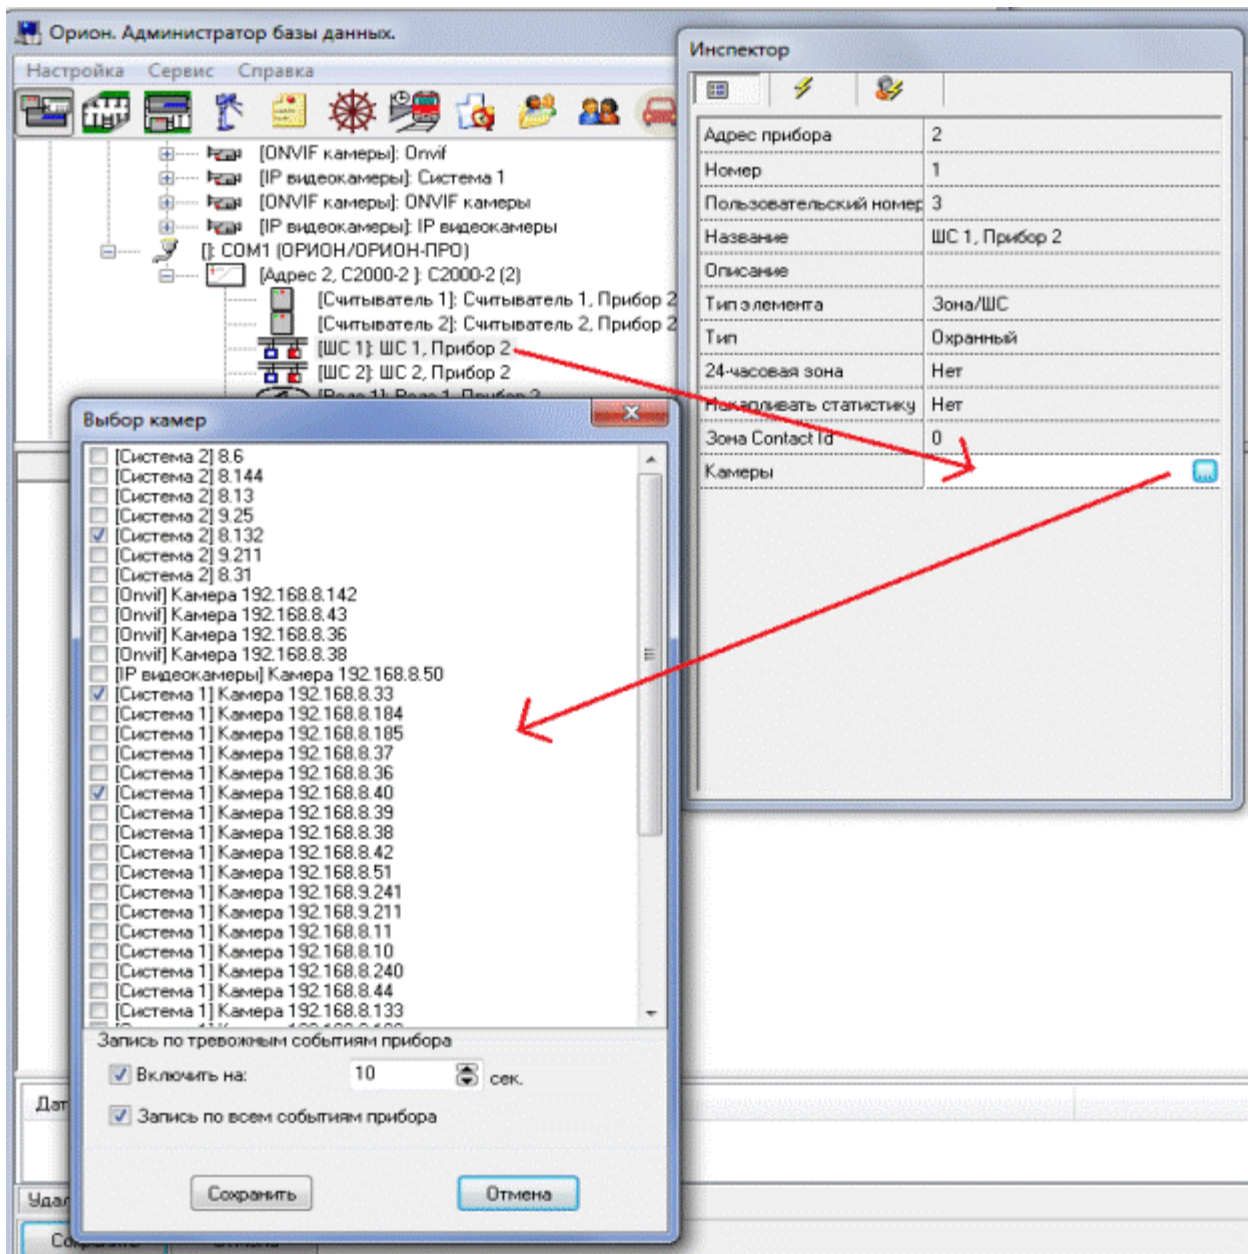 Орион. Администратор базы данных.
Настройка Сервис Справка
[ONVIF камеры]: Onvif
[IP видеокамеры]: Система 1
[ONVIF камеры]: ONVIF камеры
[IP видеокамеры]: IP видеокамеры
[]: COM1 (ОРИОН/ОРИОН-ПРО)
[Адрес 2, С2000-2 ]: С2000-2 (2)
[Считыватель 1]: Считыватель 1, Прибор 2
[Считыватель 2]: Считыватель 2, Прибор 2
[ШС 1]: ШС 1, Прибор 2
[ШС 2]: ШС 2, Прибор 2
[Реле 1]: Реле 1, Прибор 2
Инспектор
Адрес прибора 2
Номер 1
Пользовательский номер 3
Название ШС 1, Прибор 2
Описание
Тип элемента Зона/ШС
Тип Охранный
24-часовая зона Нет
Накапливать статистику Нет
Зона Contact Id 0
Камеры ...
Выбор камер
[Система 2] 8.6
[Система 2] 8.144
[Система 2] 8.13
[Система 2] 9.25
[Система 2] 8.132
[Система 2] 9.211
[Система 2] 8.31
[Onvif] Камера 192.168.8.142
[Onvif] Камера 192.168.8.43
[Onvif] Камера 192.168.8.36
[Onvif] Камера 192.168.8.38
[IP видеокамеры] Камера 192.168.8.50
[Система 1] Камера 192.168.8.33
[Система 1] Камера 192.168.8.184
[Система 1] Камера 192.168.8.185
[Система 1] Камера 192.168.8.37
[Система 1] Камера 192.168.8.36
[Система 1] Камера 192.168.8.40
[Система 1] Камера 192.168.8.39
[Система 1] Камера 192.168.8.38
[Система 1] Камера 192.168.8.42
[Система 1] Камера 192.168.8.51
[Система 1] Камера 192.168.9.241
[Система 1] Камера 192.168.9.211
[Система 1] Камера 192.168.8.11
[Система 1] Камера 192.168.8.10
[Система 1] Камера 192.168.8.240
[Система 1] Камера 192.168.8.44
[Система 1] Камера 192.168.8.133
Запись по тревожным событиям прибора
Включить на: 10 сек.
Запись по всем событиям прибора
Сохранить Отмена
Дат
Удал